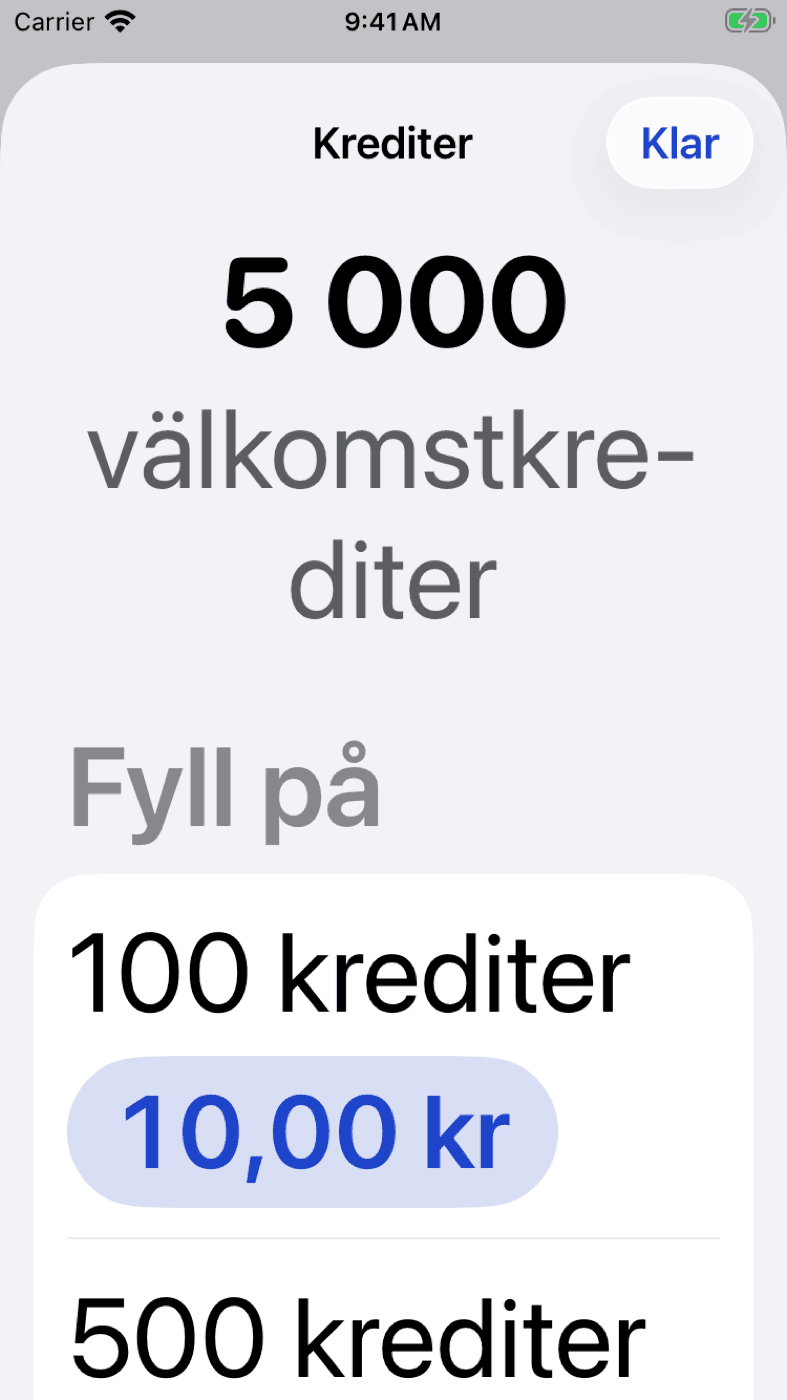 Carrier 9:41 AM
Krediter Klar
5 000
välkomstkre-
diter
Fyll på
100 krediter
10,00 kr
500 krediter